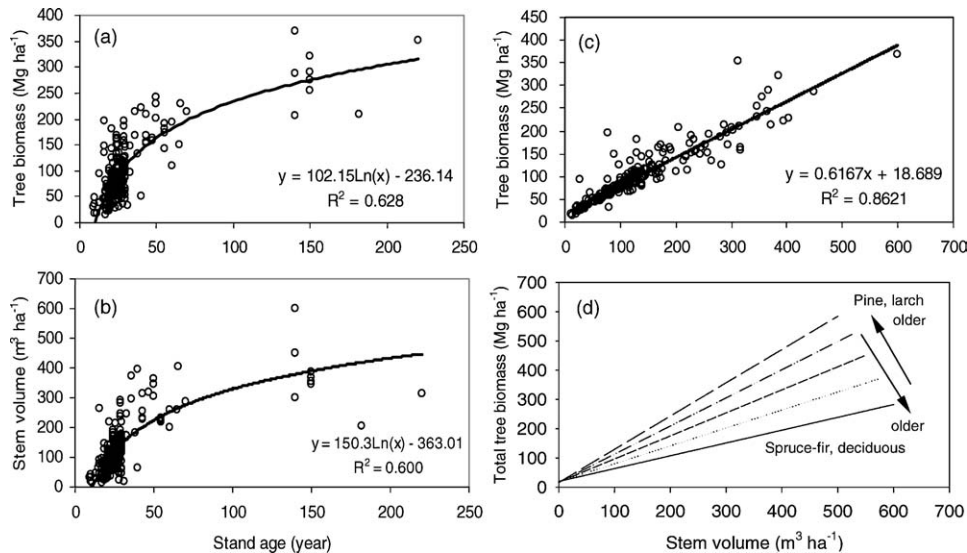 (a)
Tree biomass (Mg ha⁻¹)
400
350
300
250
200
150
100
50
0
y = 102.15Ln(x) - 236.14
R² = 0.628
0 50 100 150 200 250
(c)
Tree biomass (Mg ha⁻¹)
400
350
300
250
200
150
100
50
0
y = 0.6167x + 18.689
R² = 0.8621
0 100 200 300 400 500 600 700
(b)
Stem volume (m³ ha⁻¹)
700
600
500
400
300
200
100
0
y = 150.3Ln(x) - 363.01
R² = 0.600
0 50 100 150 200 250
Stand age (year)
(d)
Total tree biomass (Mg ha⁻¹)
700
600
500
400
300
200
100
0
Pine, larch
older
older
Spruce-fir, deciduous
0 100 200 300 400 500 600 700
Stem volume (m³ ha⁻¹)